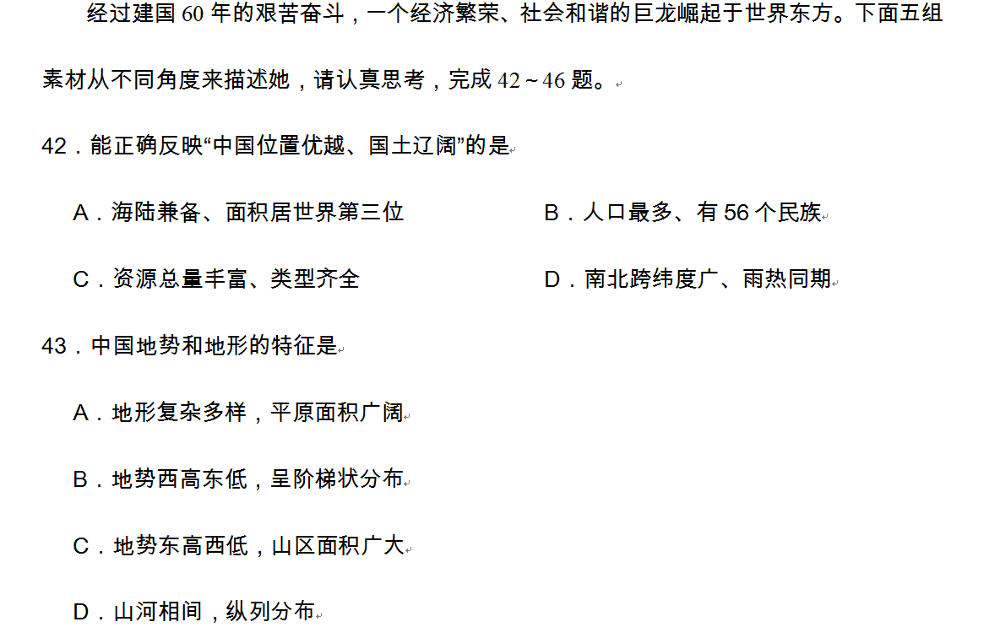 经过建国 60 年的艰苦奋斗，一个经济繁荣、社会和谐的巨龙崛起于世界东方。下面五组
素材从不同角度来描述她，请认真思考，完成 42～46 题。
42．能正确反映“中国位置优越、国土辽阔”的是
A．海陆兼备、面积居世界第三位 B．人口最多、有 56 个民族
C．资源总量丰富、类型齐全 D．南北跨纬度广、雨热同期
43．中国地势和地形的特征是
A．地形复杂多样，平原面积广阔
B．地势西高东低，呈阶梯状分布
C．地势东高西低，山区面积广大
D．山河相间，纵列分布